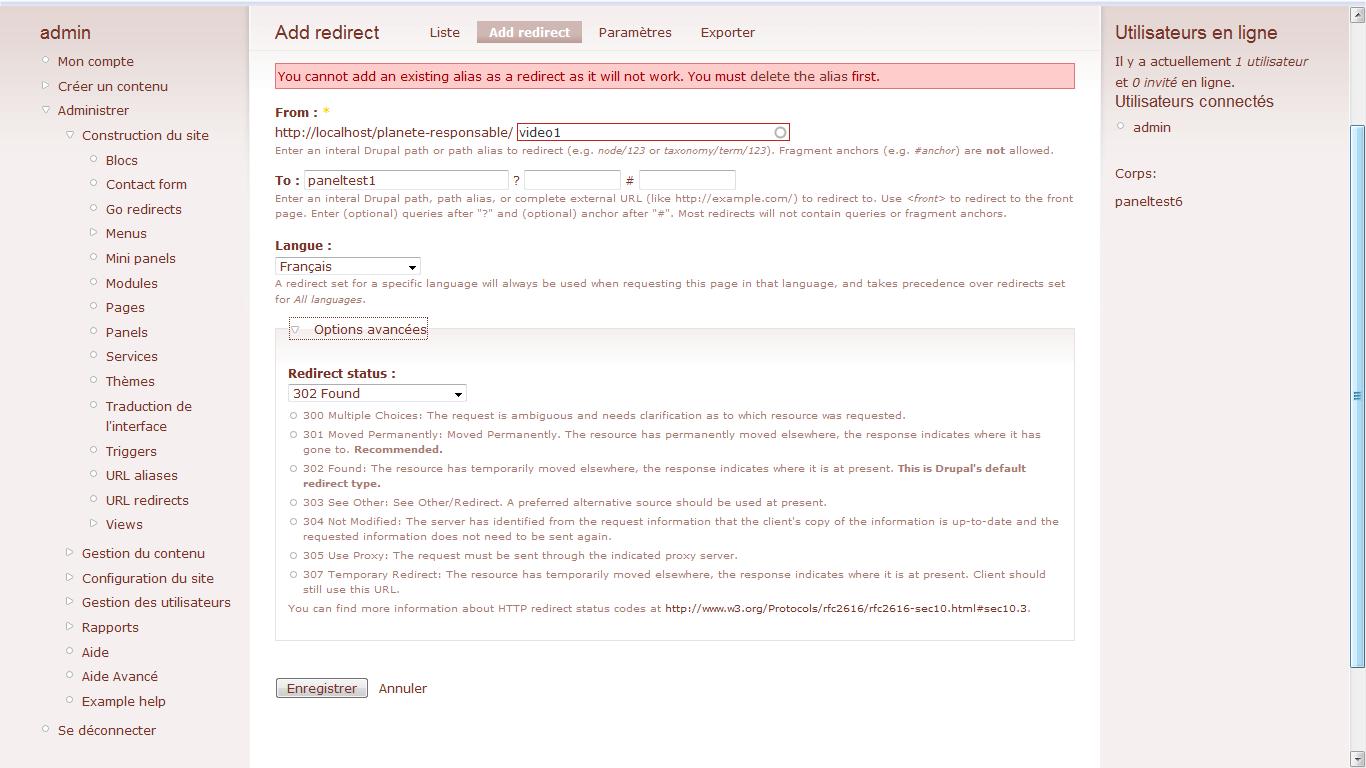 admin
Mon compte
Créer un contenu
Administrer
Construction du site
Blocs
Contact form
Go redirects
Menus
Mini panels
Modules
Pages
Panels
Services
Thèmes
Traduction de
l'interface
Triggers
URL aliases
URL redirects
Views
Gestion du contenu
Configuration du site
Gestion des utilisateurs
Rapports
Aide
Aide Avancé
Example help
Se déconnecter
Add redirect
Liste
Add redirect
Paramètres
Exporter
You cannot add an existing alias as a redirect as it will not work. You must delete the alias first.
From : *
http://localhost/planete-responsable/ video1
Enter an interal Drupal path or path alias to redirect (e.g. node/123 or taxonomy/term/123). Fragment anchors (e.g. #anchor) are not allowed.
To : paneltest1 ? #
Enter an interal Drupal path, path alias, or complete external URL (like http://example.com/) to redirect to. Use <front> to redirect to the front
page. Enter (optional) queries after "?" and (optional) anchor after "#". Most redirects will not contain queries or fragment anchors.
Langue :
Français
A redirect set for a specific language will always be used when requesting this page in that language, and takes precedence over redirects set
for All languages.
Options avancées
Redirect status :
302 Found
300 Multiple Choices: The request is ambiguous and needs clarification as to which resource was requested.
301 Moved Permanently: Moved Permanently. The resource has permanently moved elsewhere, the response indicates where it has
gone to. Recommended.
302 Found: The resource has temporarily moved elsewhere, the response indicates where it is at present. This is Drupal's default
redirect type.
303 See Other: See Other/Redirect. A preferred alternative source should be used at present.
304 Not Modified: The server has identified from the request information that the client's copy of the information is up-to-date and the
requested information does not need to be sent again.
305 Use Proxy: The request must be sent through the indicated proxy server.
307 Temporary Redirect: The resource has temporarily moved elsewhere, the response indicates where it is at present. Client should
still use this URL.
You can find more information about HTTP redirect status codes at http://www.w3.org/Protocols/rfc2616/rfc2616-sec10.html#sec10.3.
Enregistrer
Annuler
Utilisateurs en ligne
Il y a actuellement 1 utilisateur
et 0 invité en ligne.
Utilisateurs connectés
admin
Corps:
paneltest6